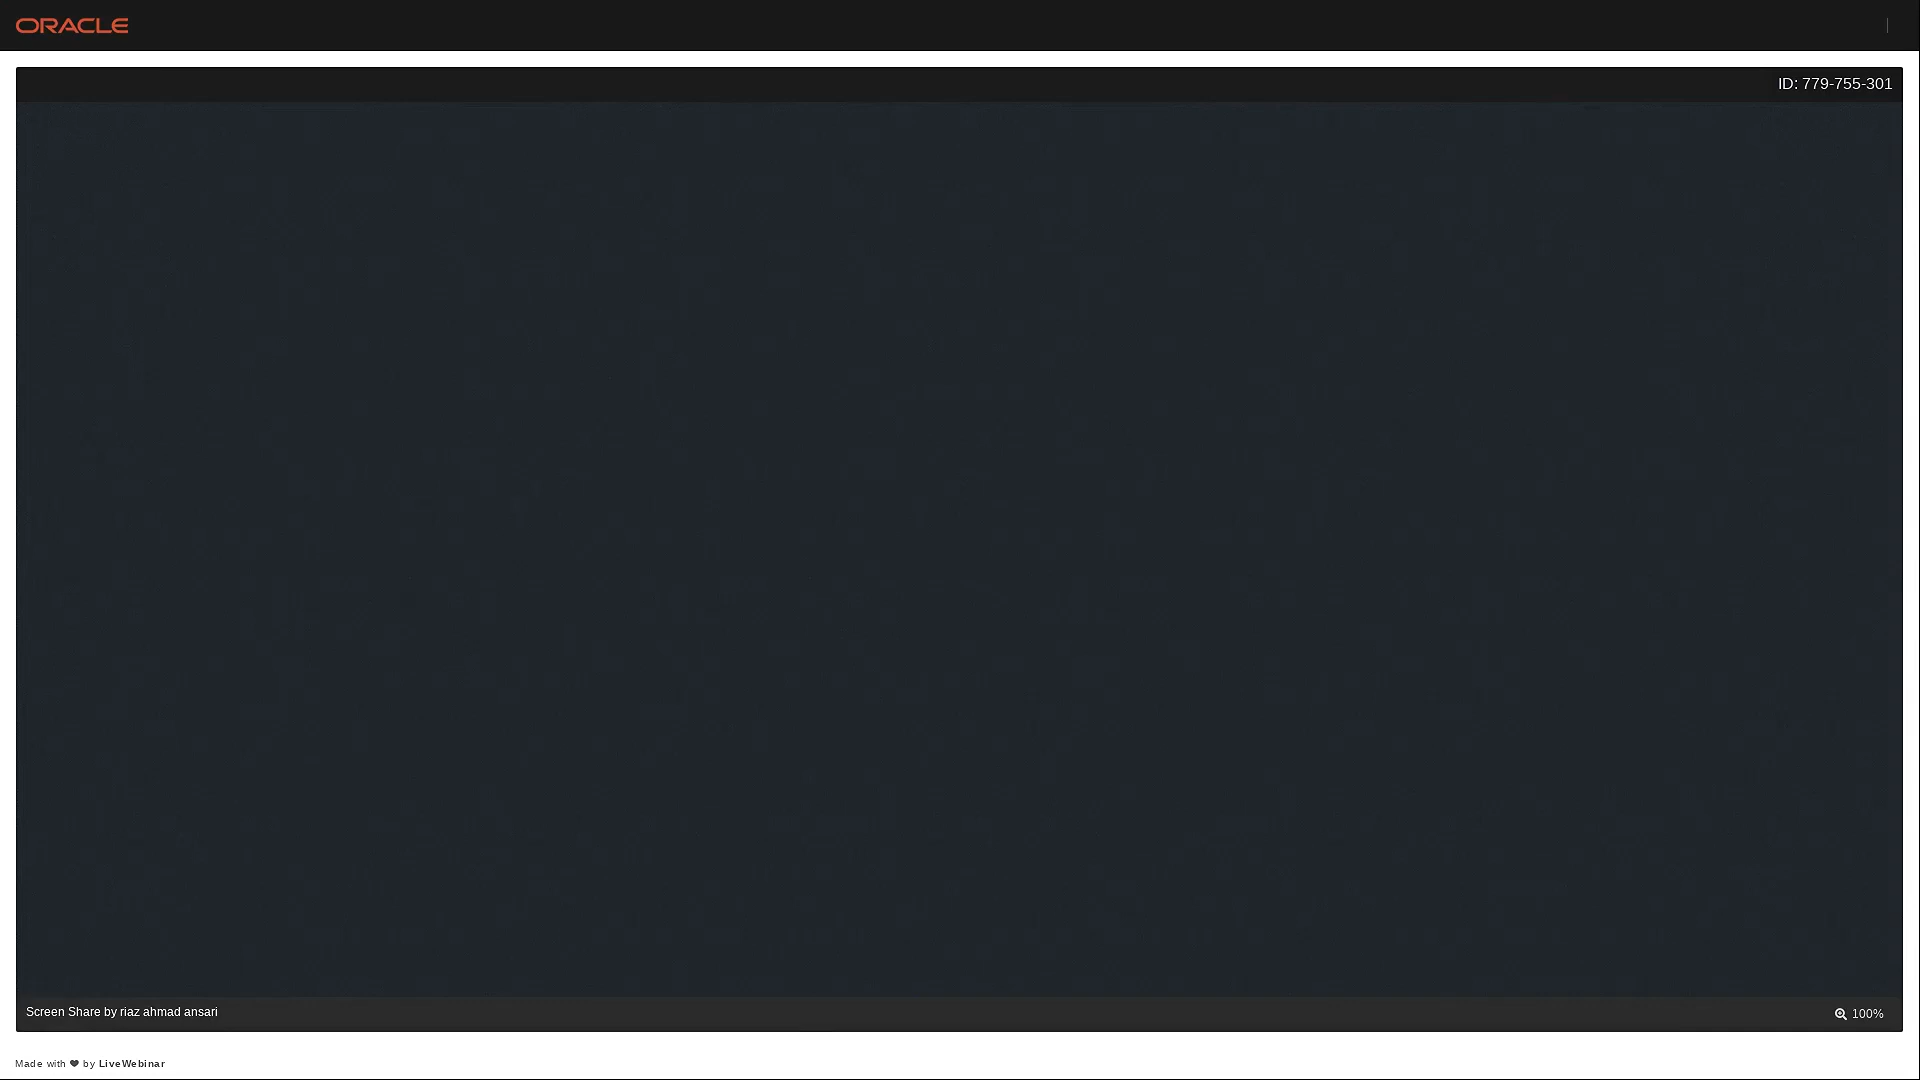 ORACLE
ID: 779-755-301
Screen Share by riaz ahmad ansari
100%
Made with ❤ by LiveWebinar